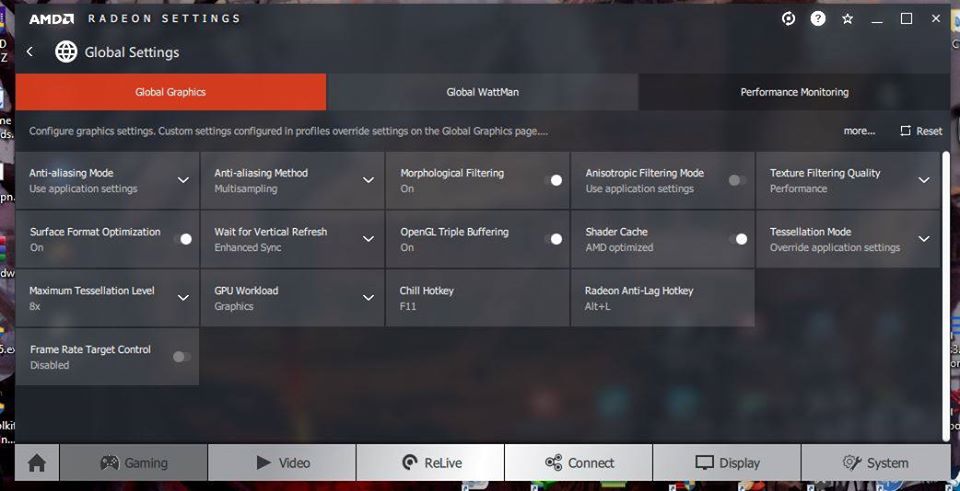 AMD RADEON SETTINGS
Global Settings
Global Graphics
Global WattMan
Performance Monitoring
Configure graphics settings. Custom settings configured in profiles override settings on the Global Graphics page....
more...
Reset
Anti-aliasing Mode
Use application settings
Anti-aliasing Method
Multisampling
Morphological Filtering
On
Anisotropic Filtering Mode
Use application settings
Texture Filtering Quality
Performance
Surface Format Optimization
On
Wait for Vertical Refresh
Enhanced Sync
OpenGL Triple Buffering
On
Shader Cache
AMD optimized
Tessellation Mode
Override application settings
Maximum Tessellation Level
8x
GPU Workload
Graphics
Chill Hotkey
F11
Radeon Anti-Lag Hotkey
Alt+L
Frame Rate Target Control
Disabled
Gaming
Video
ReLive
Connect
Display
System